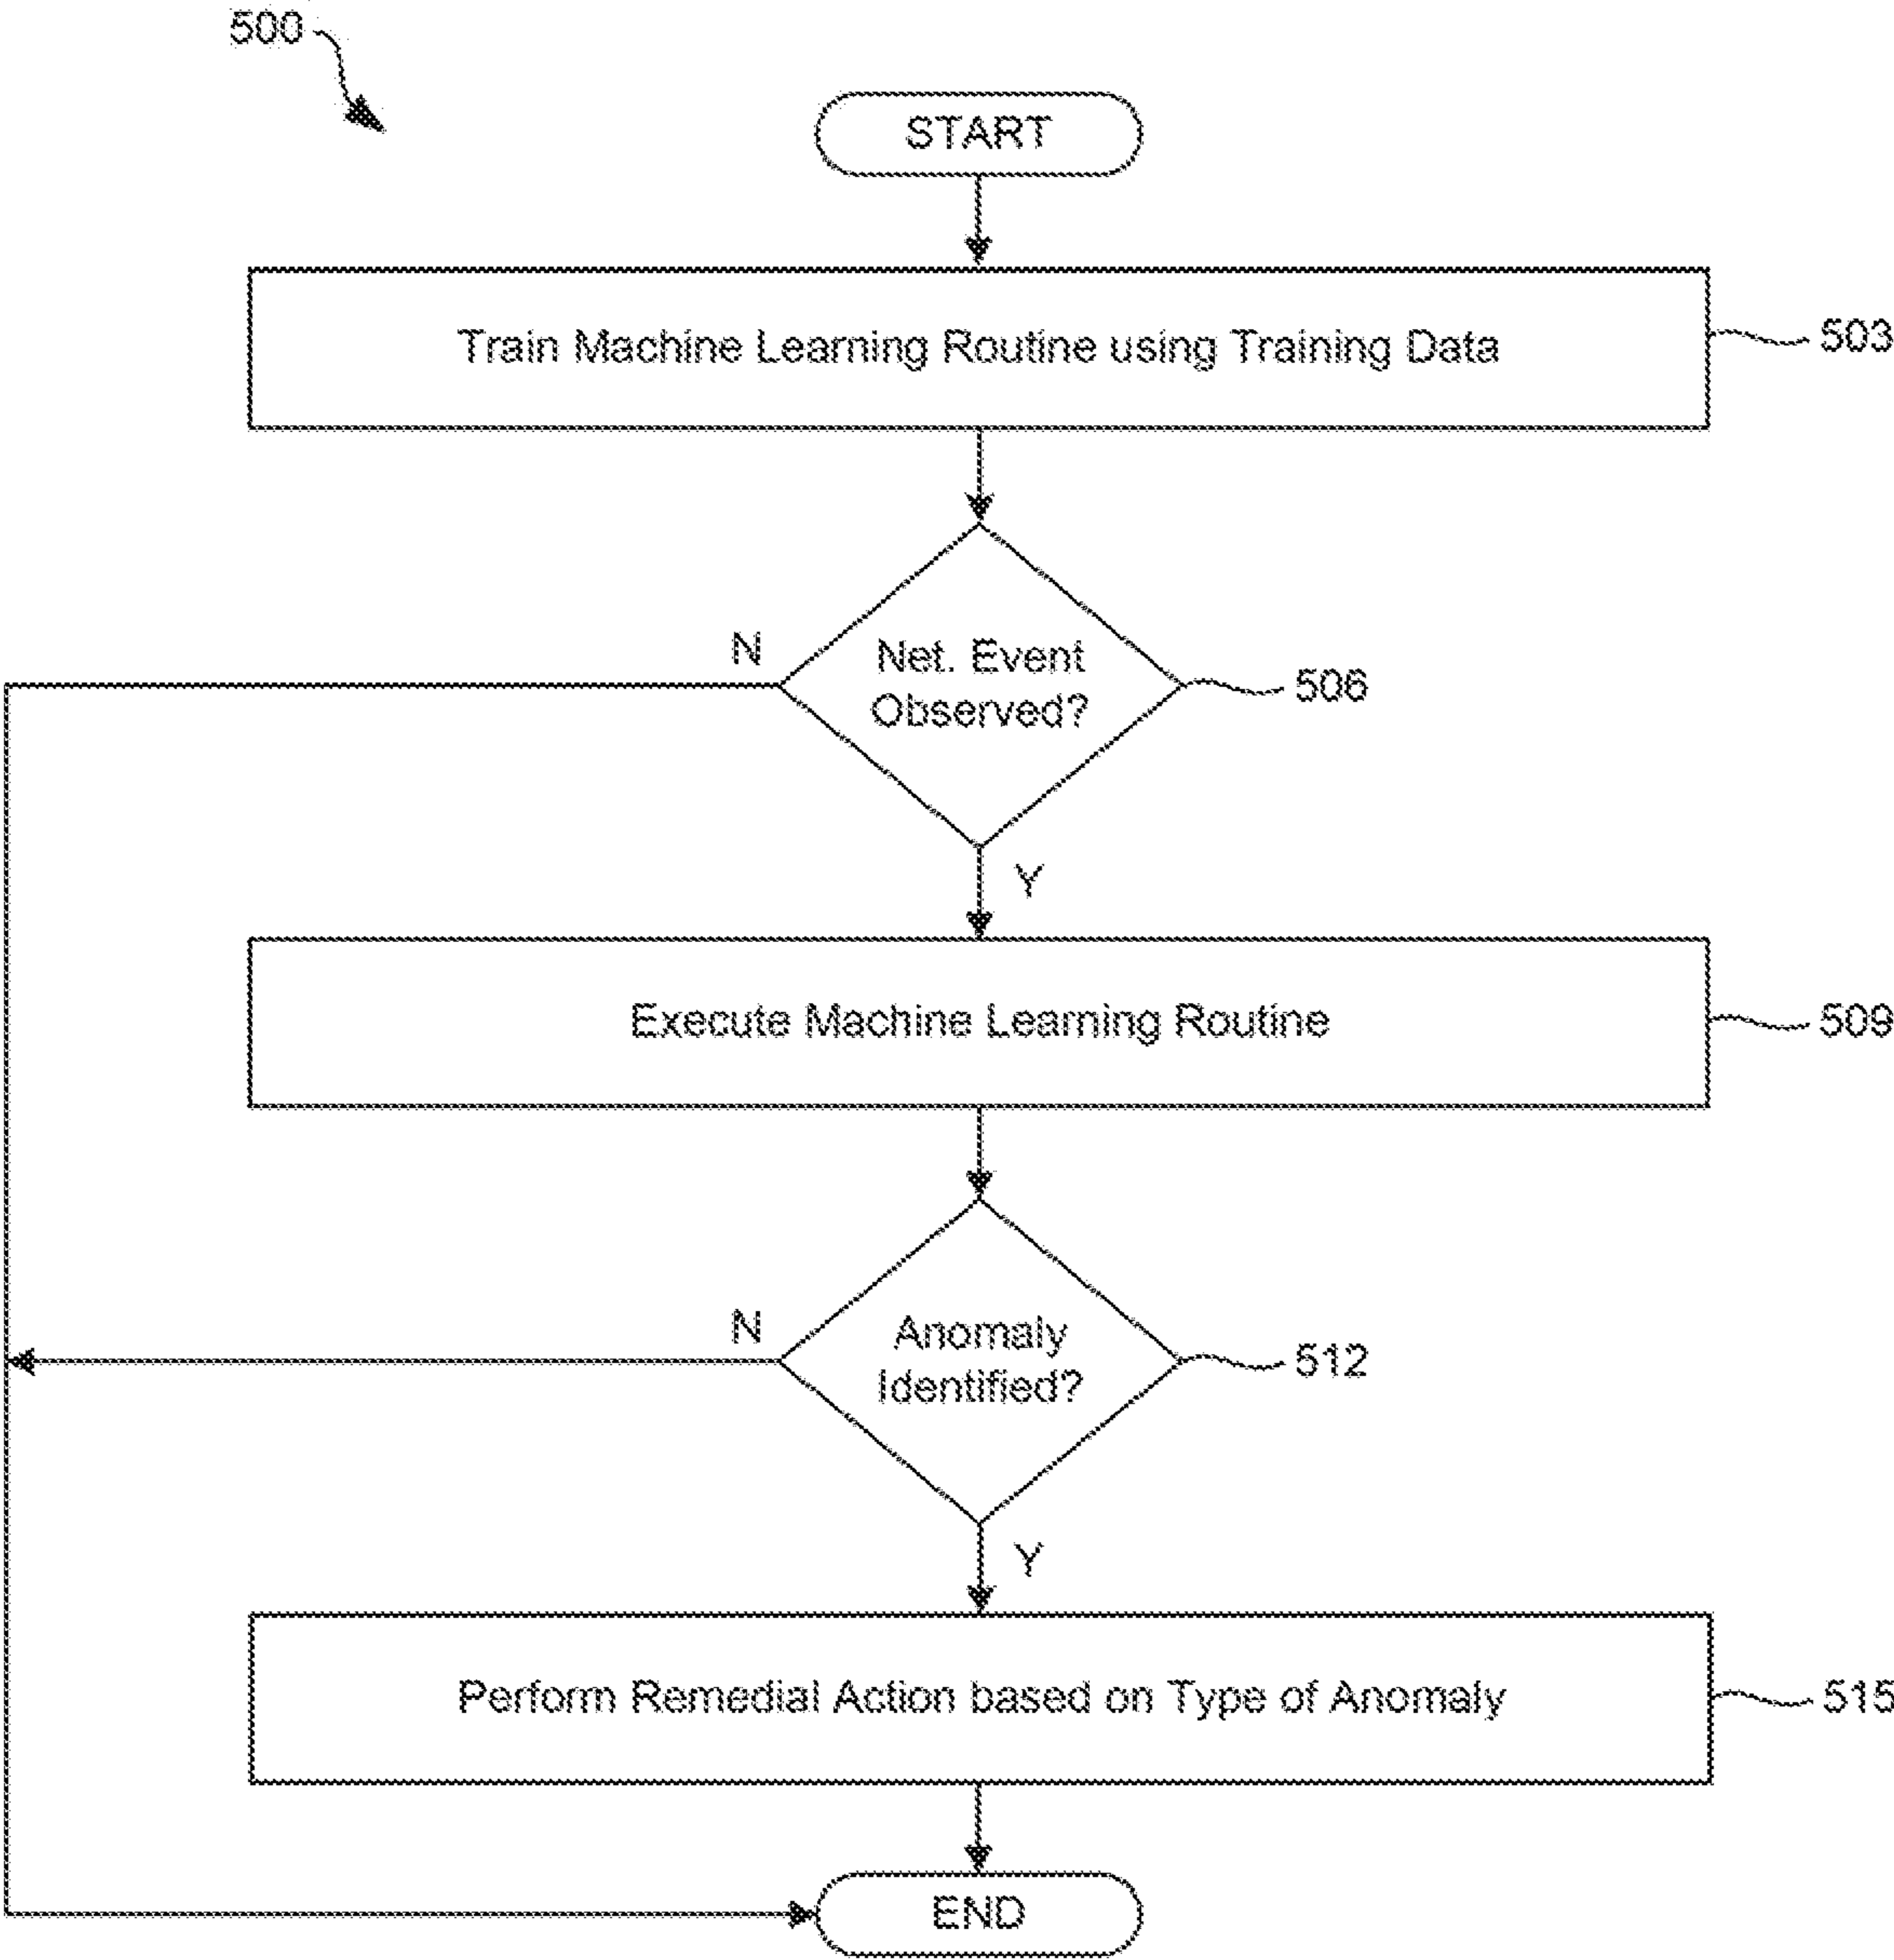 500
START
Train Machine Learning Routine using Training Data
503
N
Net. Event
Observed?
506
Y
Execute Machine Learning Routine
509
N
Anomaly
Identified?
512
Y
Perform Remedial Action based on Type of Anomaly
515
END